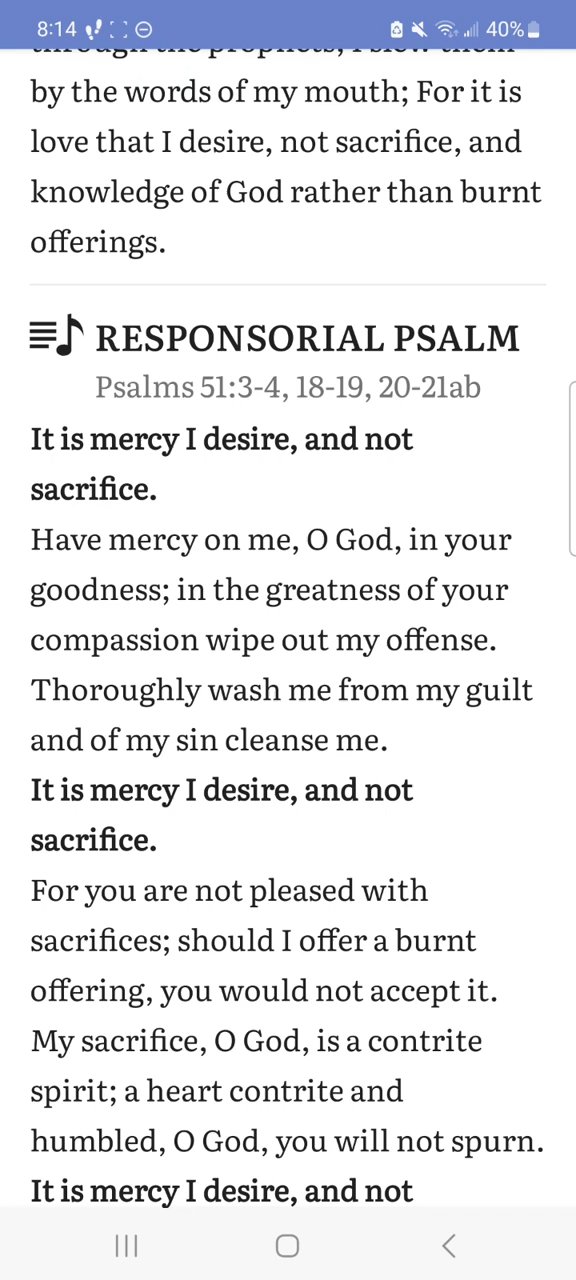 8:14 40%
through the prophets, I slew them
by the words of my mouth; For it is
love that I desire, not sacrifice, and
knowledge of God rather than burnt
offerings.
RESPONSORIAL PSALM
Psalms 51:3-4, 18-19, 20-21ab
It is mercy I desire, and not
sacrifice.
Have mercy on me, O God, in your
goodness; in the greatness of your
compassion wipe out my offense.
Thoroughly wash me from my guilt
and of my sin cleanse me.
It is mercy I desire, and not
sacrifice.
For you are not pleased with
sacrifices; should I offer a burnt
offering, you would not accept it.
My sacrifice, O God, is a contrite
spirit; a heart contrite and
humbled, O God, you will not spurn.
It is mercy I desire, and not